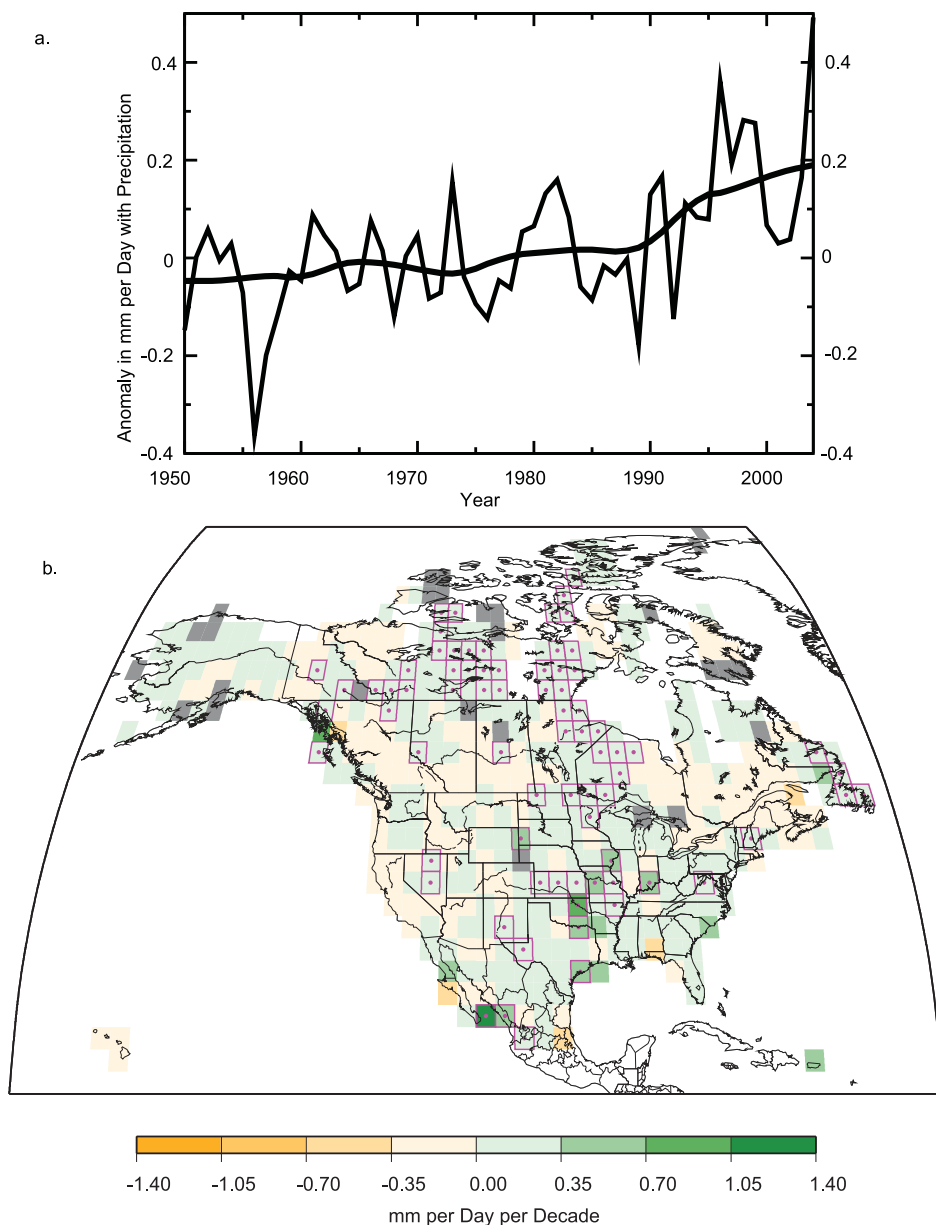 a.
0.4 0.4
0.2 0.2
0 0
-0.2 -0.2
-0.4 -0.4
Anomaly in mm per Day with Precipitation
1950 1960 1970 1980 1990 2000
Year
b.
-1.40 -1.05 -0.70 -0.35 0.00 0.35 0.70 1.05 1.40
mm per Day per Decade